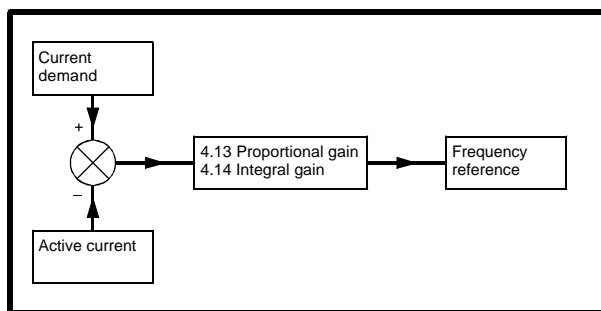 Current
demand
+
4.13 Proportional gain
4.14 Integral gain
Frequency
reference
–
Active current